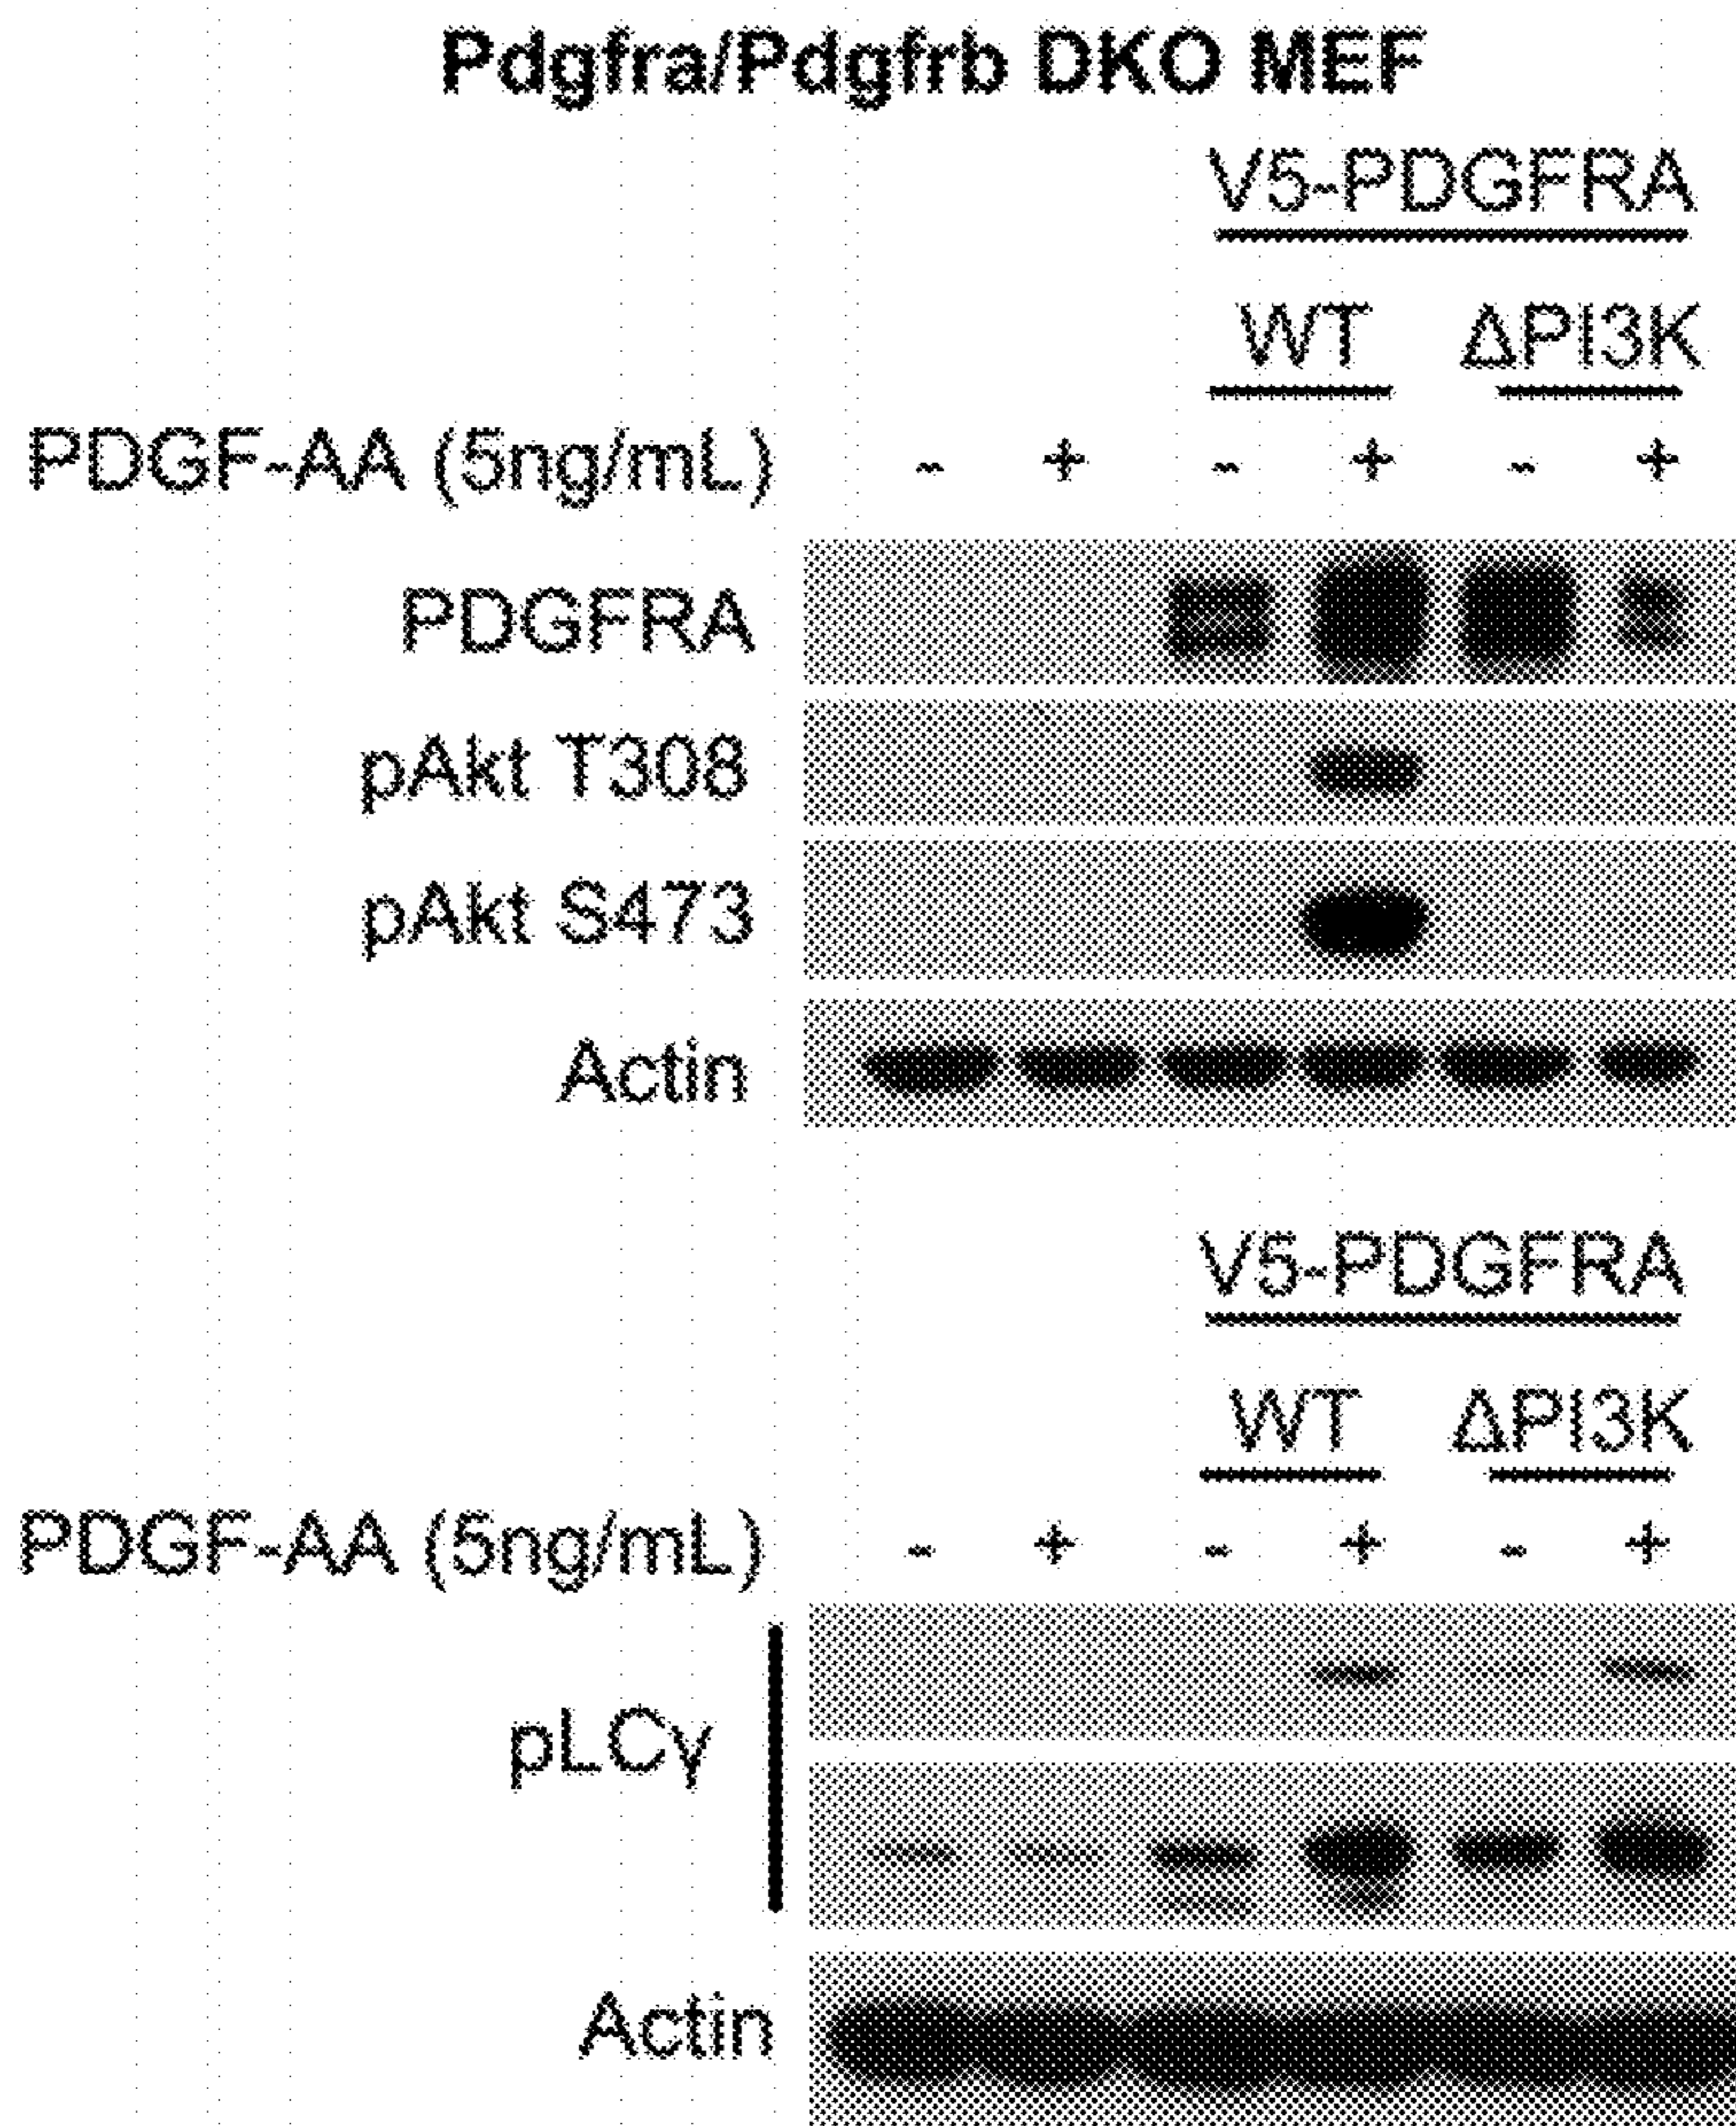 Pdgfra/Pdgfrb DKO MEF
V5-PDGFRA
WT ΔPI3K
PDGF-AA (5ng/mL) - + - + - +
PDGFRA
pAkt T308
pAkt S473
Actin
V5-PDGFRA
WT ΔPI3K
PDGF-AA (5ng/mL) - + - + - +
pLCγ
Actin